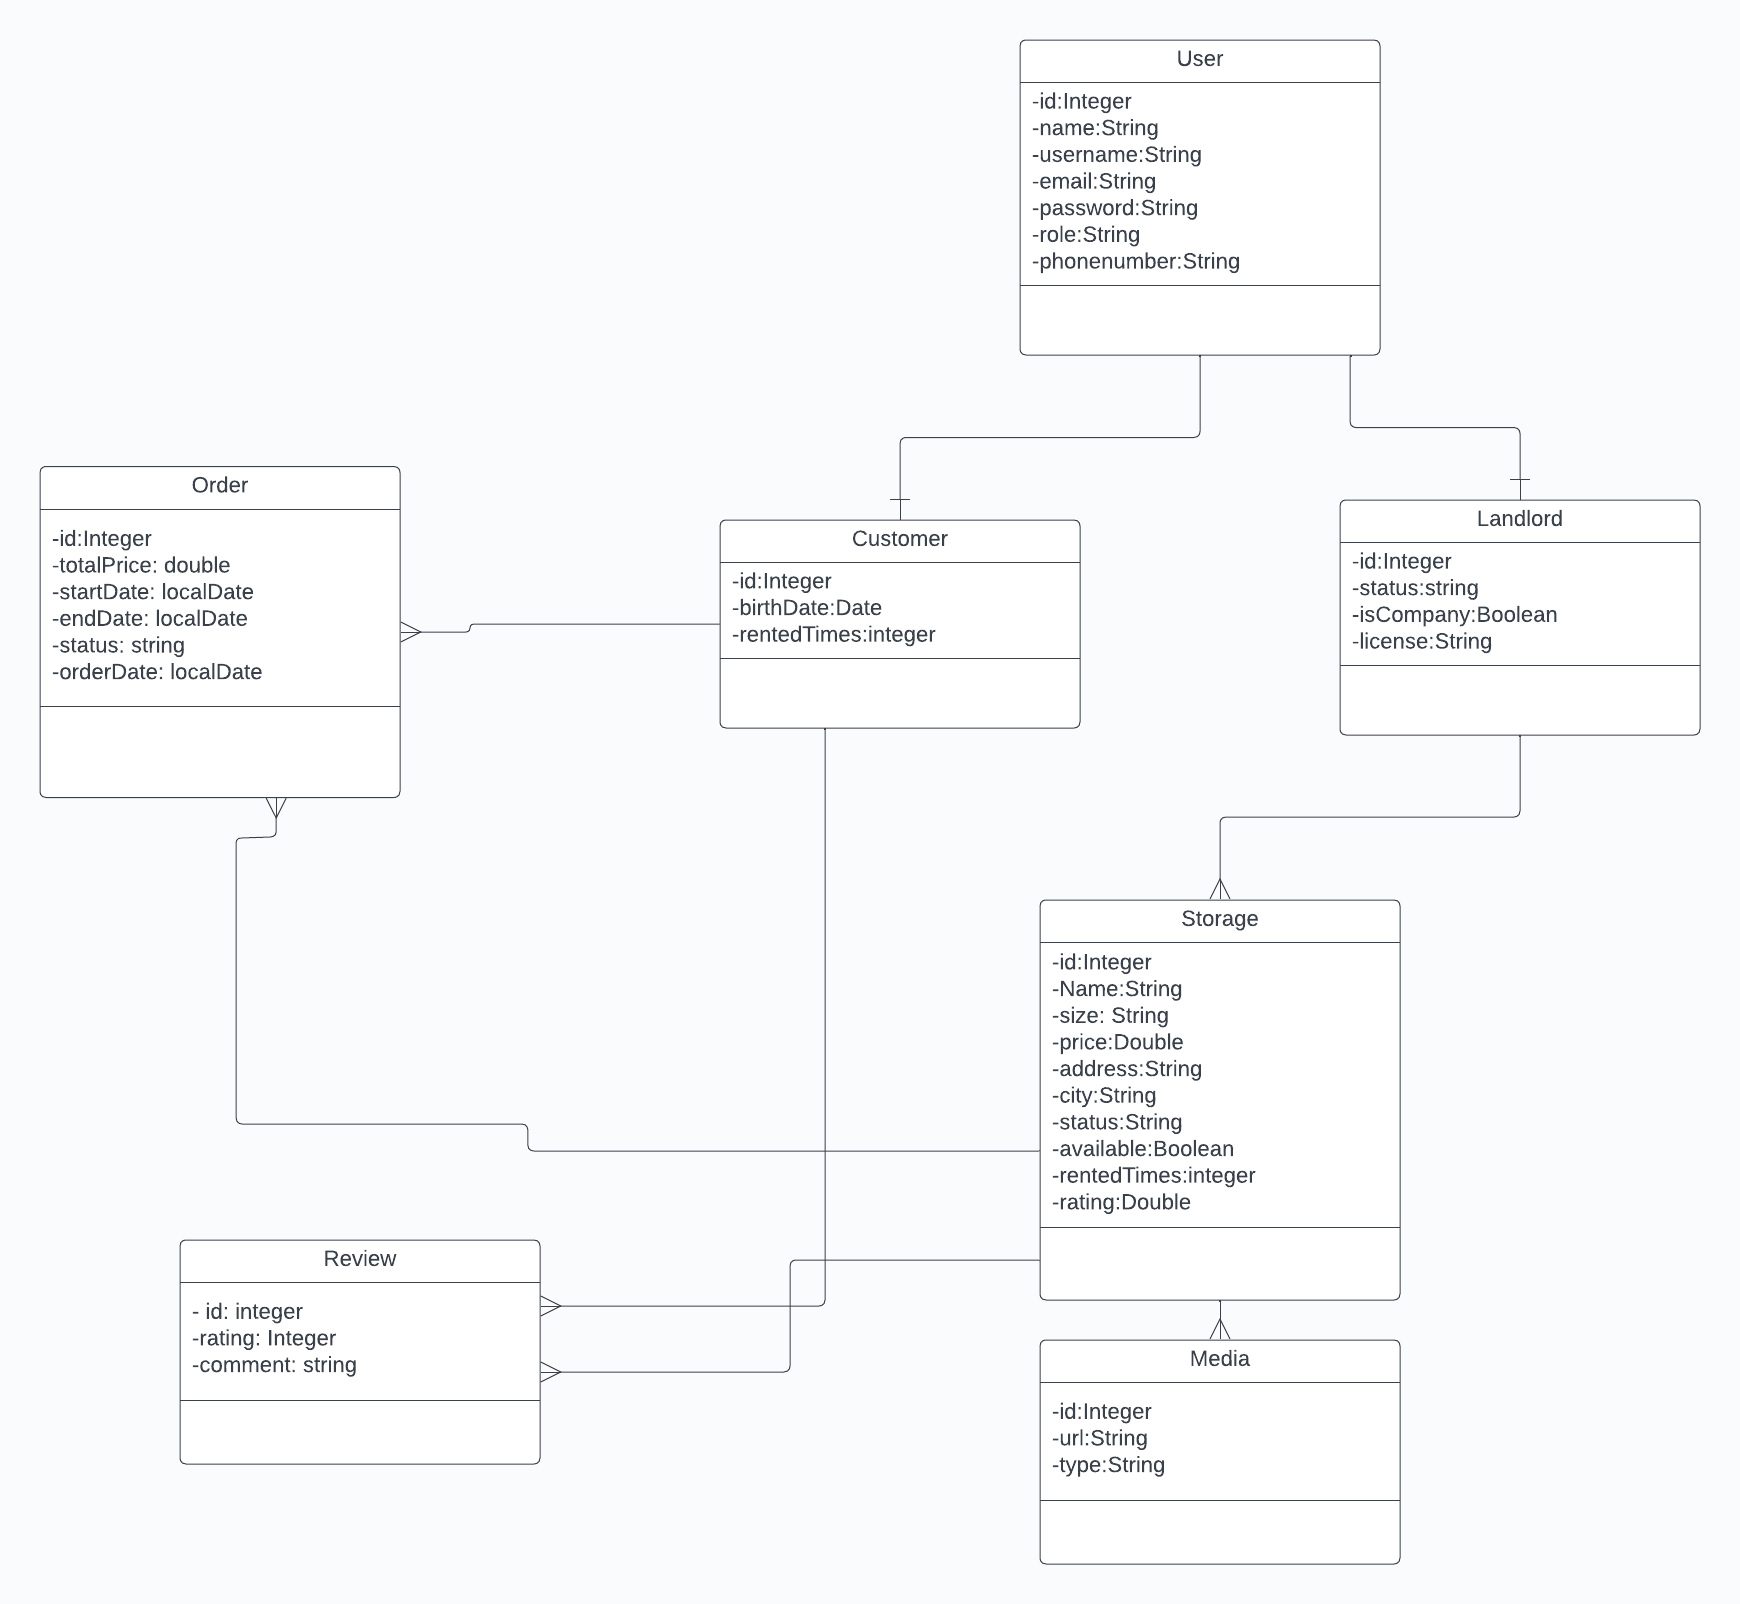 User
-id:Integer
-name:String
-username:String
-email:String
-password:String
-role:String
-phonenumber:String
Order
-id:Integer
-totalPrice: double
-startDate: localDate
-endDate: localDate
-status: string
-orderDate: localDate
Customer
-id:Integer
-birthDate:Date
-rentedTimes:integer
Landlord
-id:Integer
-status:string
-isCompany:Boolean
-license:String
Storage
-id:Integer
-Name:String
-size: String
-price:Double
-address:String
-city:String
-status:String
-available:Boolean
-rentedTimes:integer
-rating:Double
Review
- id: integer
-rating: Integer
-comment: string
Media
-id:Integer
-url:String
-type:String